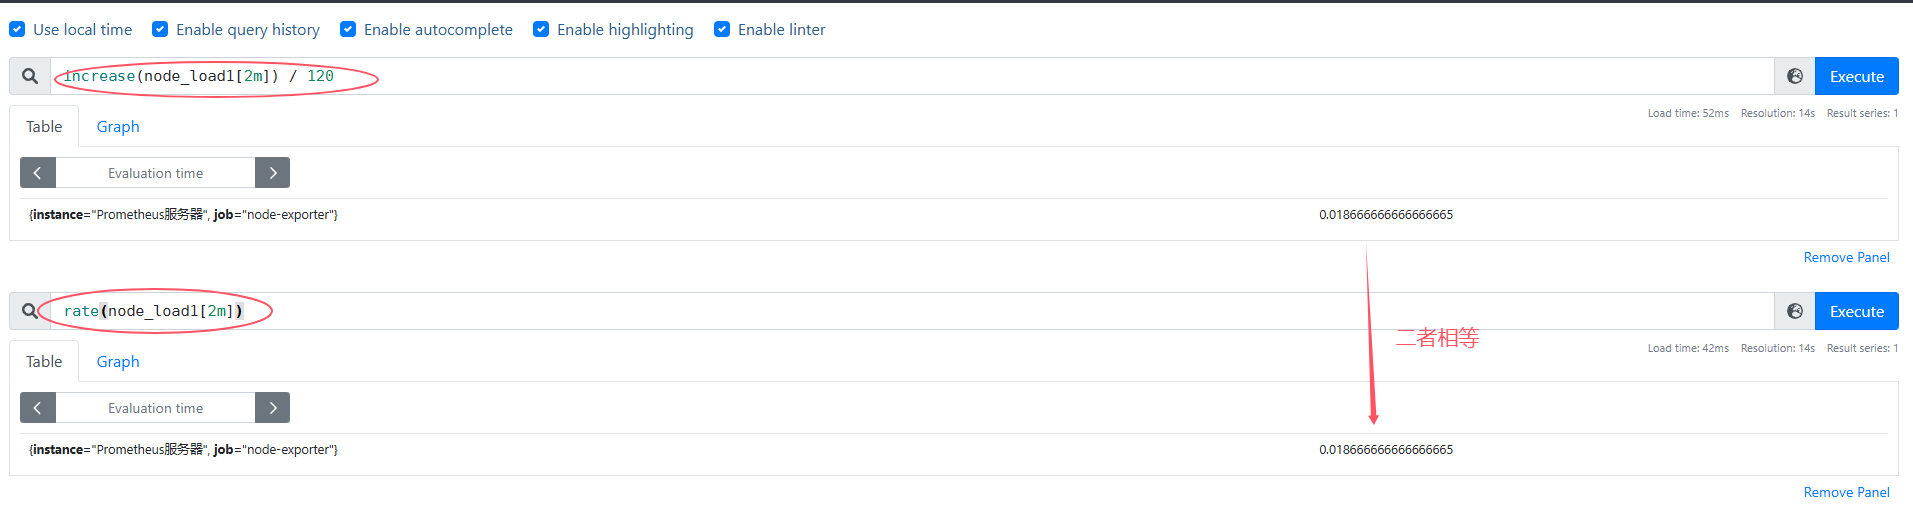 Use local time Enable query history Enable autocomplete Enable highlighting Enable linter
increase(node_load1[2m]) / 120
Execute
Table Graph
Load time: 52ms Resolution: 14s Result series: 1
Evaluation time
{instance="Prometheus服务器", job="node-exporter"} 0.018666666666666665
Remove Panel
rate(node_load1[2m])
Execute
二者相等
Table Graph
Load time: 42ms Resolution: 14s Result series: 1
Evaluation time
{instance="Prometheus服务器", job="node-exporter"} 0.018666666666666665
Remove Panel